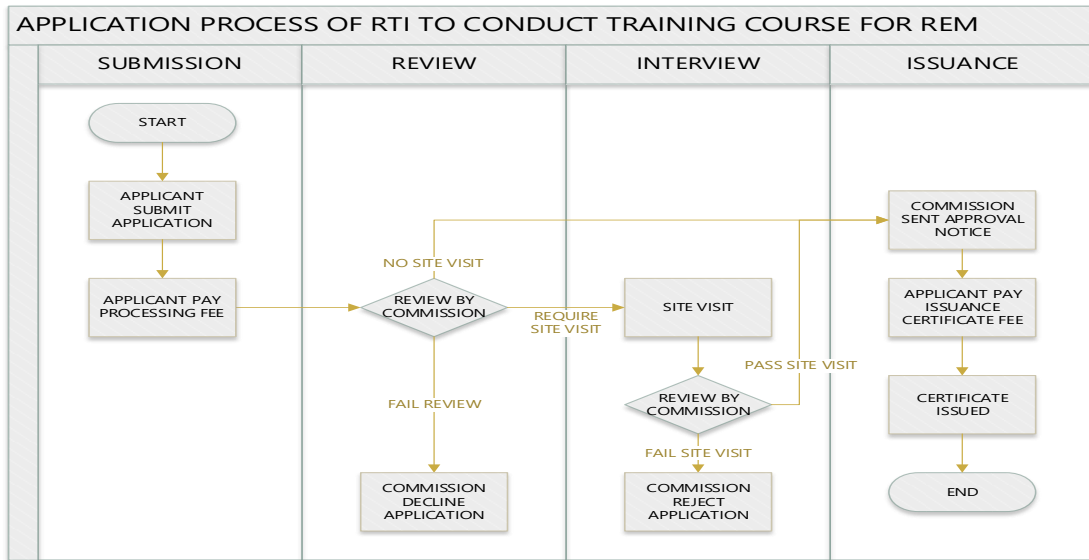 APPLICATION PROCESS OF RTI TO CONDUCT TRAINING COURSE FOR REM
SUBMISSION
REVIEW
INTERVIEW
ISSUANCE
START
APPLICANT
SUBMIT
APPLICATION
APPLICANT PAY
PROCESSING FEE
NO SITE VISIT
REVIEW BY
COMMISSION
REQUIRE
SITE VISIT
FAIL REVIEW
COMMISSION
DECLINE
APPLICATION
SITE VISIT
REVIEW BY
COMMISSION
PASS SITE VISIT
FAIL SITE VISIT
COMMISSION
REJECT
APPLICATION
COMMISSION
SENT APPROVAL
NOTICE
APPLICANT PAY
ISSUANCE
CERTIFICATE FEE
CERTIFICATE
ISSUED
END